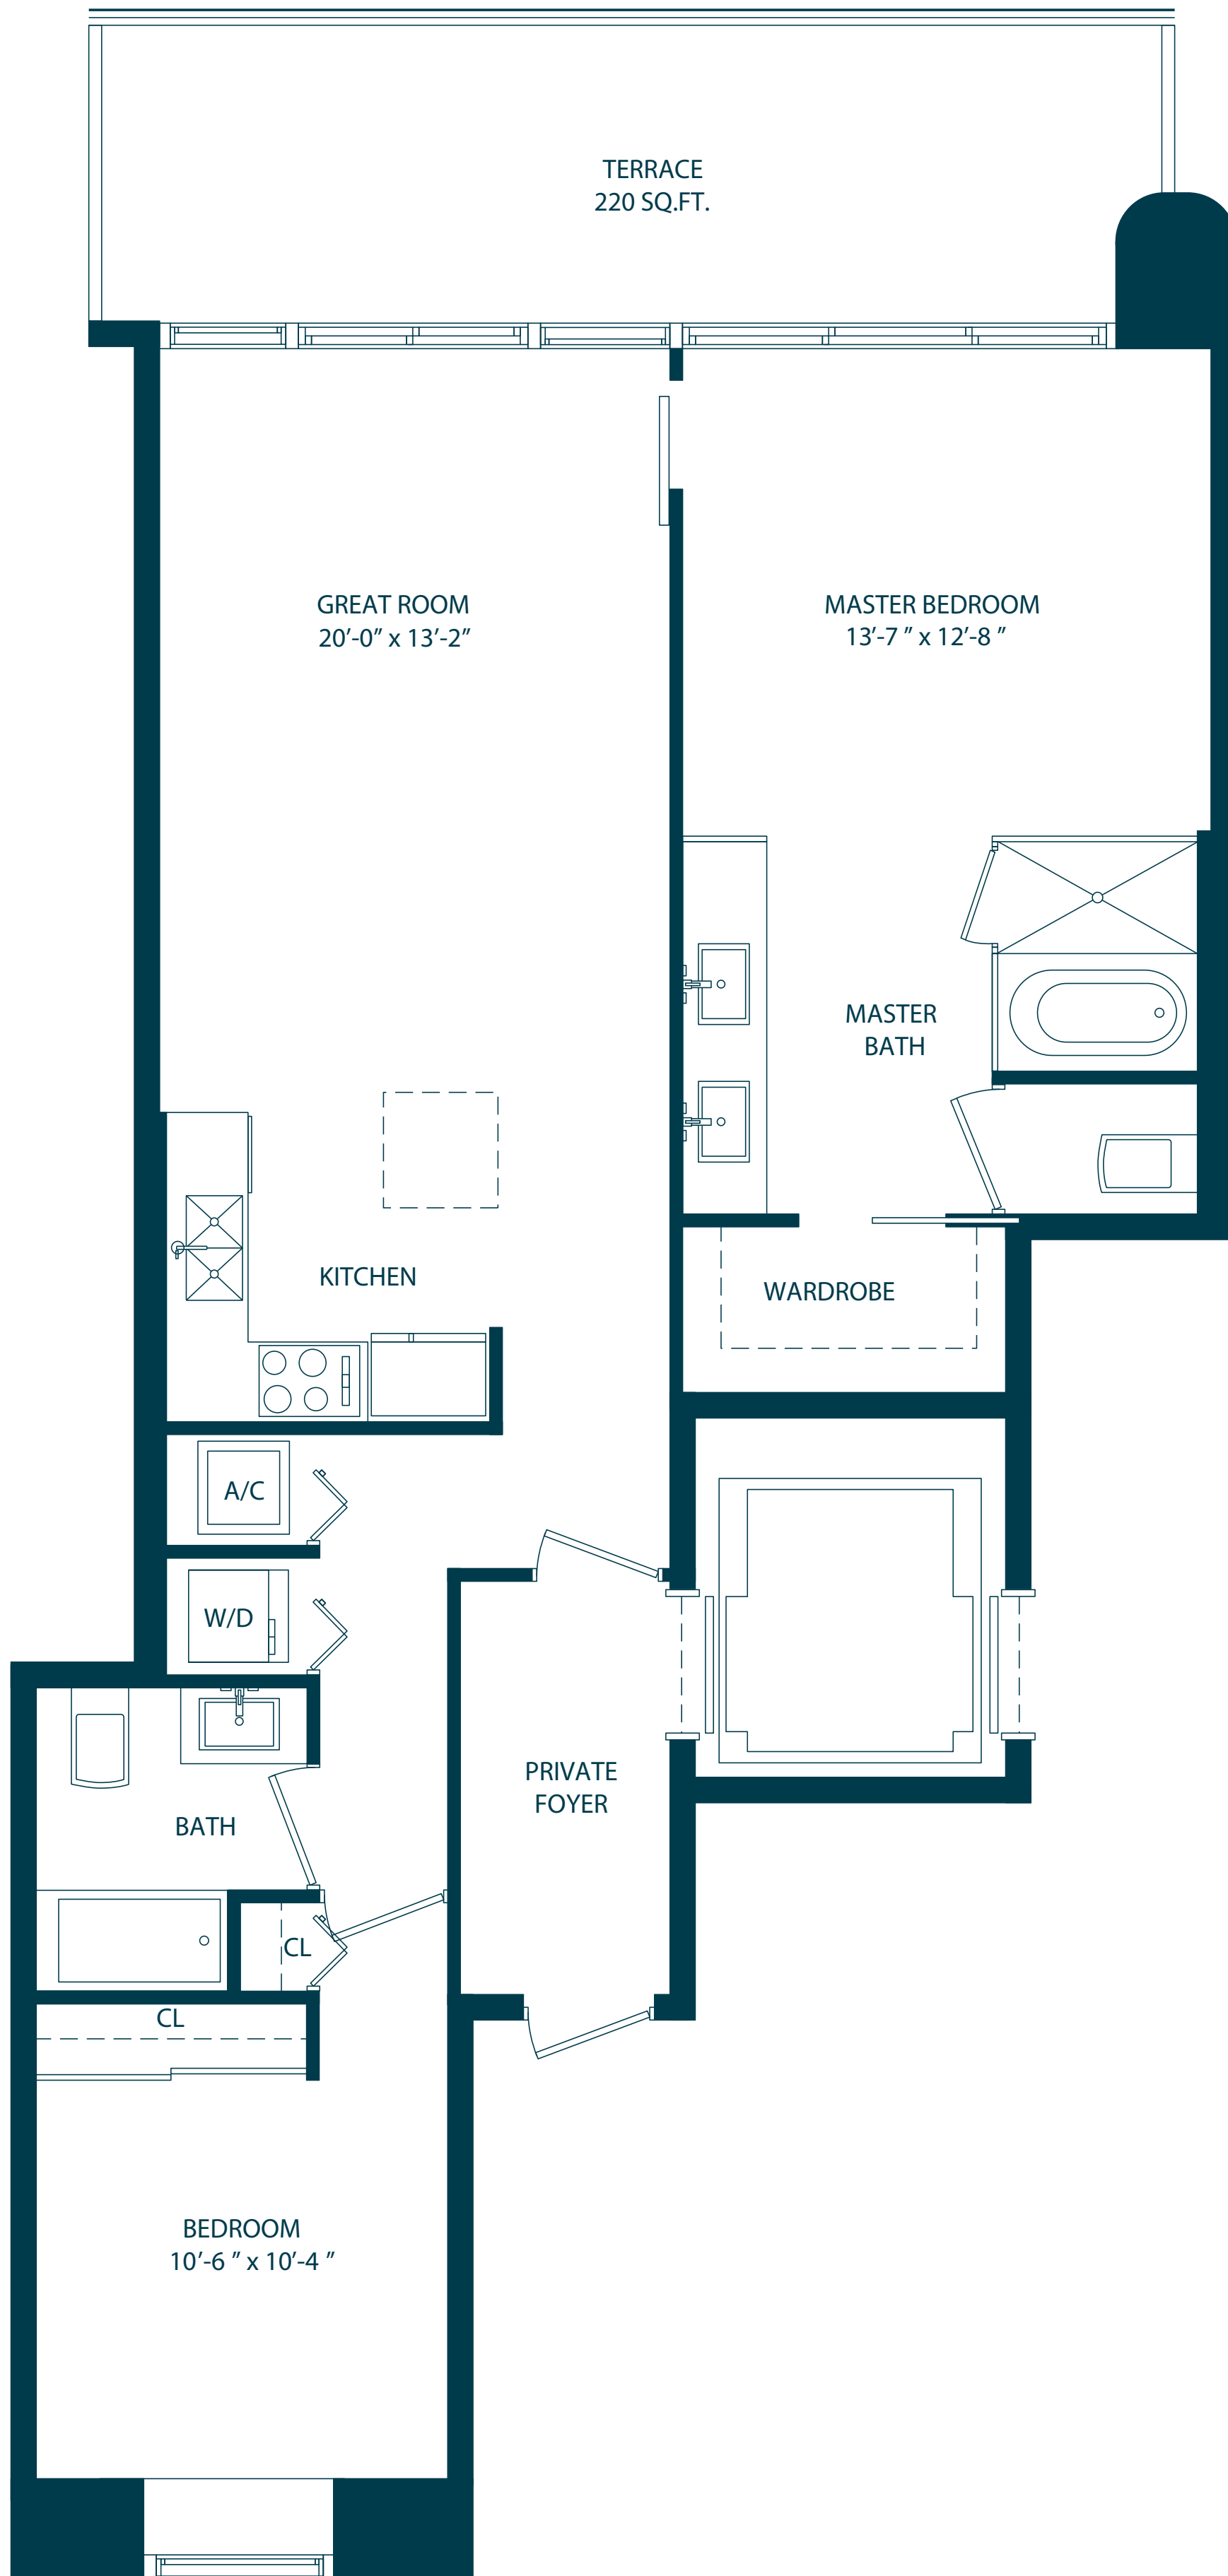 TERRACE
220 SQ.FT.
GREAT ROOM
20’-0” x 13’-2”
MASTER BEDROOM
13’-7 ” x 12’-8 ”
MASTER
BATH
KITCHEN
WARDROBE
A/C
W/D
PRIVATE
FOYER
BATH
CL
CL
BEDROOM
10’-6 ” x 10’-4 ”